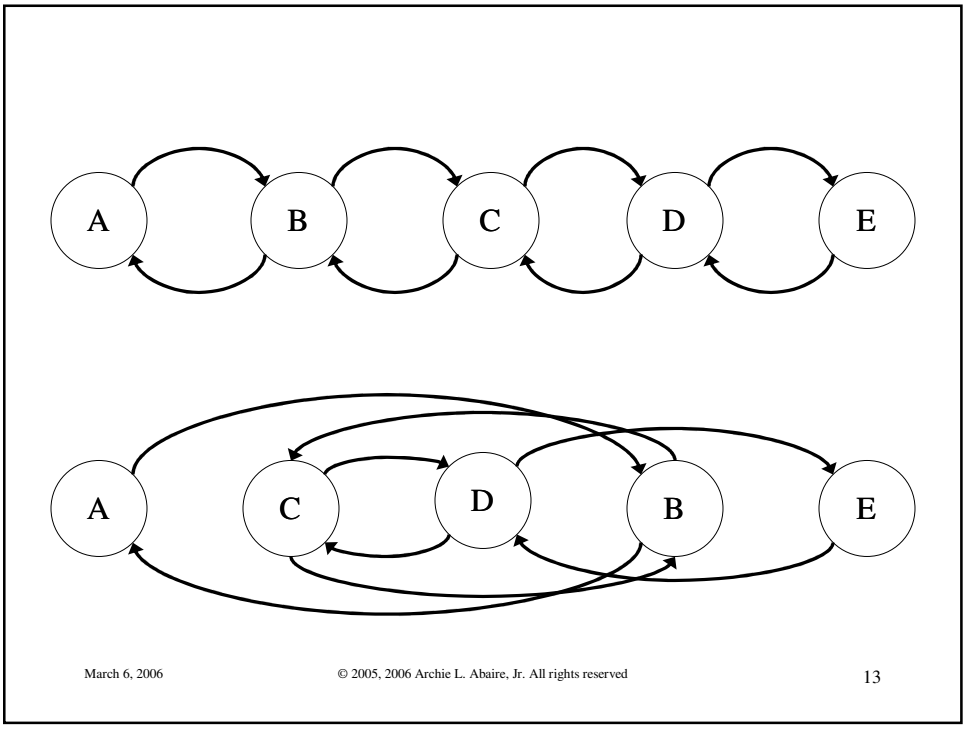 A B C D E
A C D B E
March 6, 2006 © 2005, 2006 Archie L. Abaire, Jr. All rights reserved 13